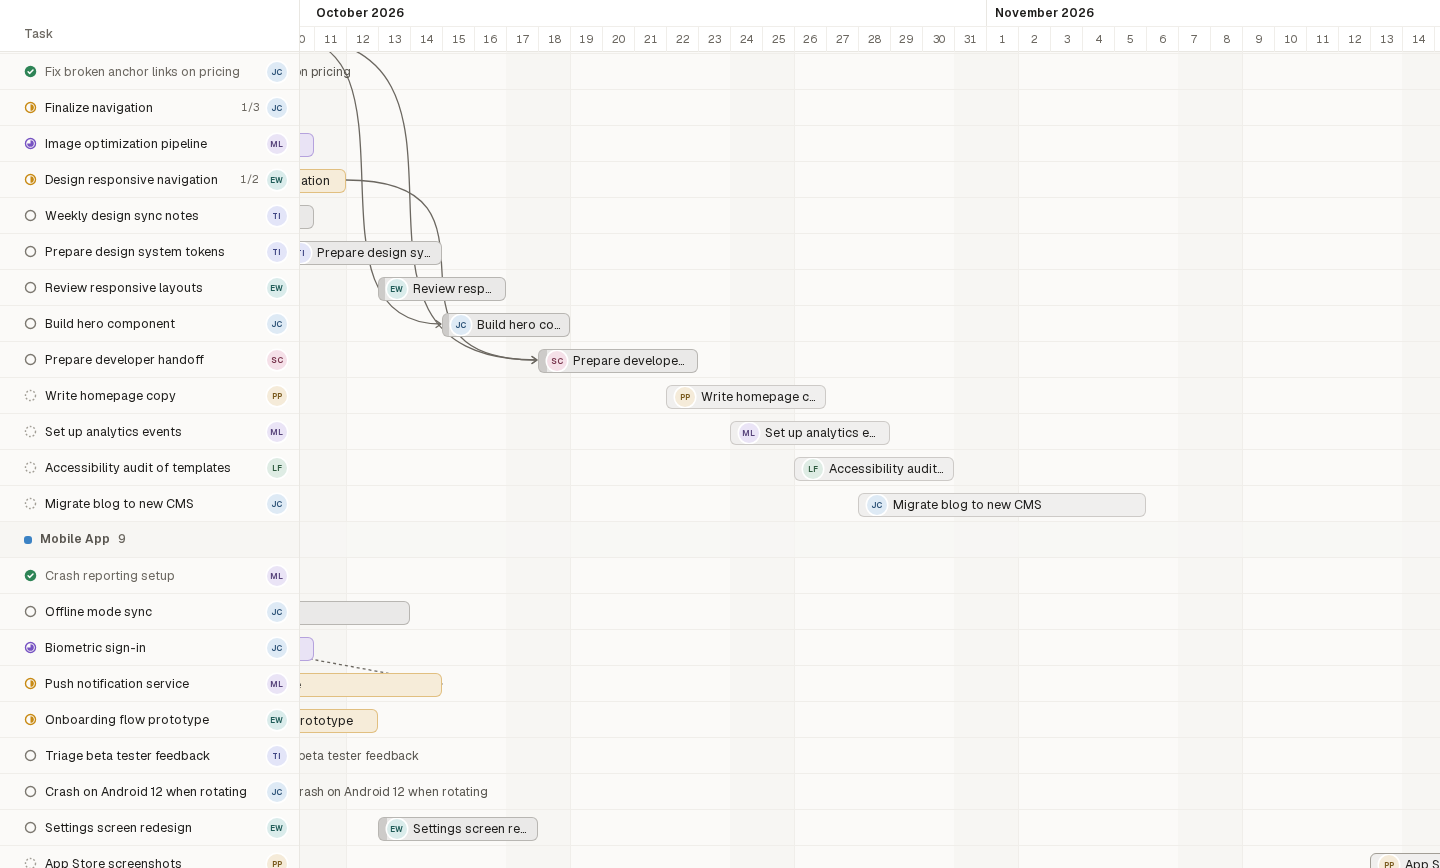 October 2026
November 2026
Task
0 11 12 13 14 15 16 17 18 19 20 21 22 23 24 25 26 27 28 29 30 31 1 2 3 4 5 6 7 8 9 10 11 12 13 14
Fix broken anchor links on pricing JC on pricing
Finalize navigation 1/3 JC
Image optimization pipeline ML
Design responsive navigation 1/2 EW ation
Weekly design sync notes TI
Prepare design system tokens TI TI Prepare design sy...
Review responsive layouts EW EW Review resp...
Build hero component JC JC Build hero co...
Prepare developer handoff SC SC Prepare develope...
Write homepage copy PP PP Write homepage c...
Set up analytics events ML ML Set up analytics e...
Accessibility audit of templates LF LF Accessibility audit...
Migrate blog to new CMS JC JC Migrate blog to new CMS
Mobile App 9
Crash reporting setup ML
Offline mode sync JC
Biometric sign-in JC
Push notification service ML
Onboarding flow prototype EW rototype
Triage beta tester feedback TI beta tester feedback
Crash on Android 12 when rotating JC rash on Android 12 when rotating
Settings screen redesign EW EW Settings screen re...
App Store screenshots PP PP App S